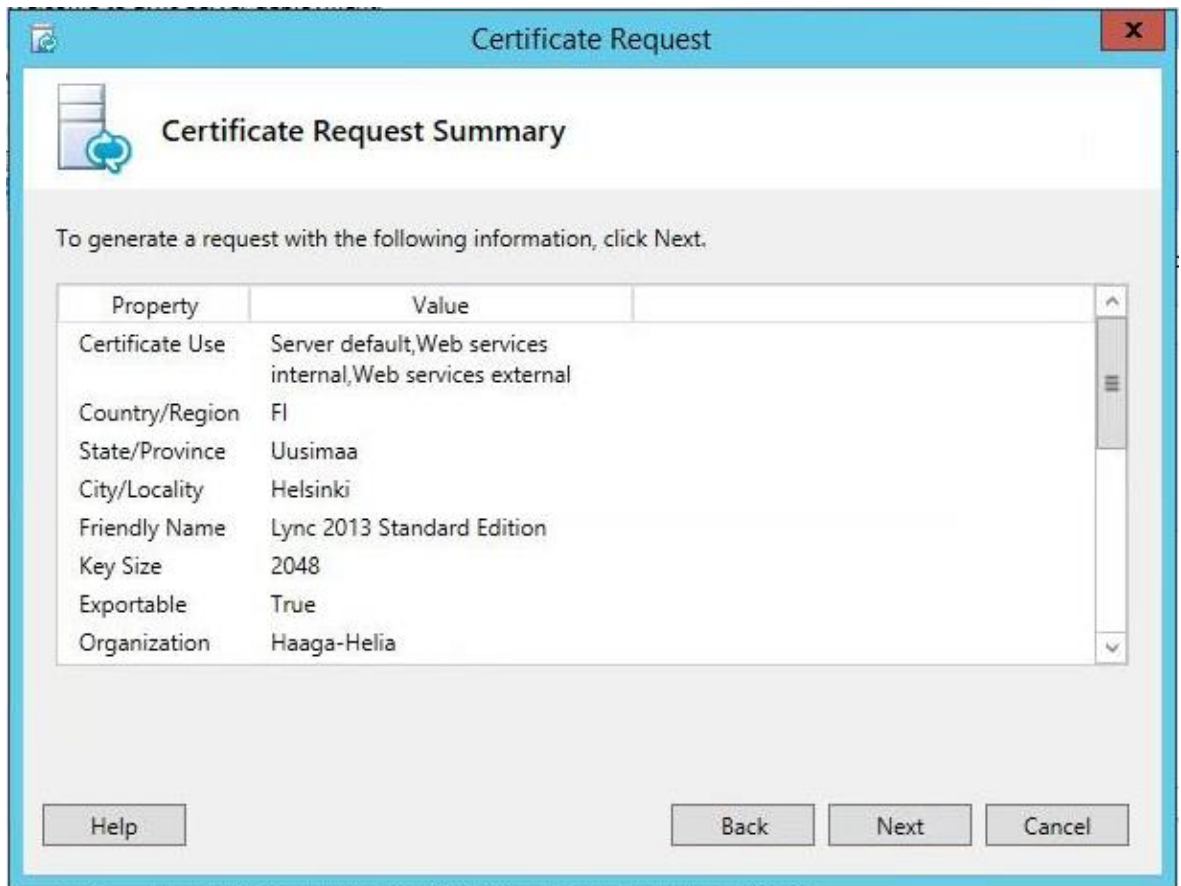 Certificate Request
x
Certificate Request Summary
To generate a request with the following information, click Next.
Property Value
Certificate Use Server default,Web services
internal,Web services external
Country/Region FI
State/Province Uusimaa
City/Locality Helsinki
Friendly Name Lync 2013 Standard Edition
Key Size 2048
Exportable True
Organization Haaga-Helia
Help Back Next Cancel